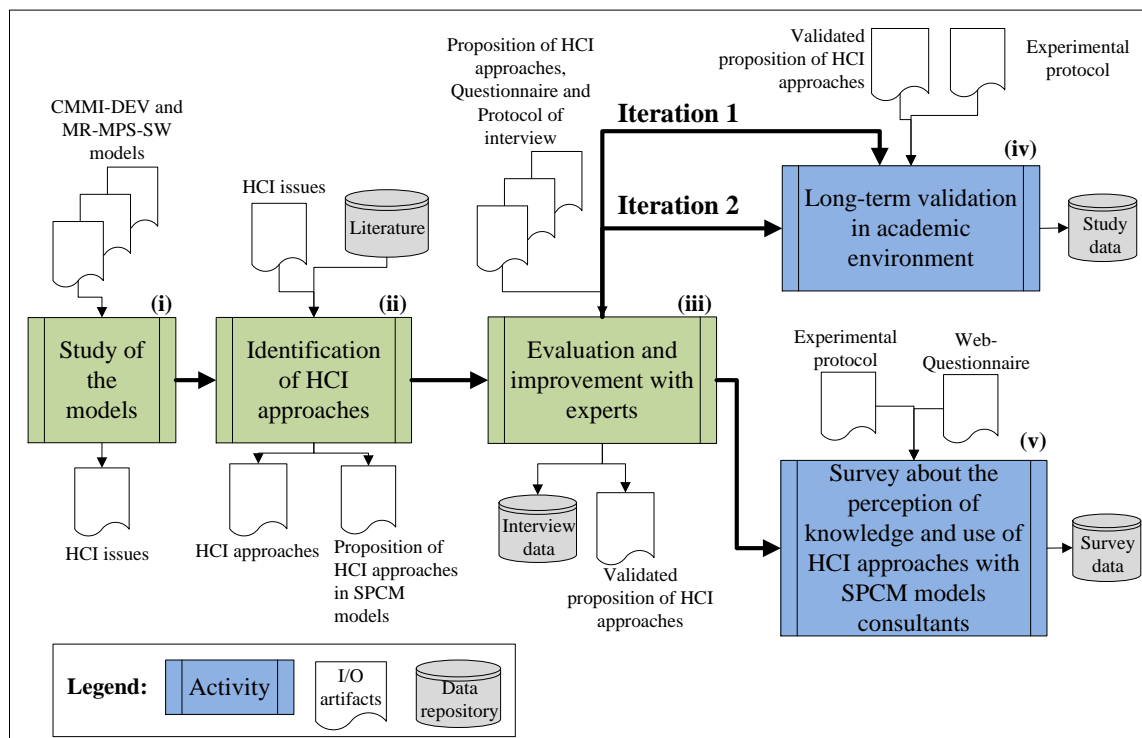 CMMI-DEV and
MR-MPS-SW
models
(i)
Study of
the
models
HCI issues
HCI issues
Literature
(ii)
Identification
of HCI
approaches
HCI approaches
Proposition of
HCI approaches
in SPCM
models
Proposition of HCI
approaches,
Questionnaire and
Protocol of
interview
(iii)
Evaluation and
improvement with
experts
Interview
data
Validated
proposition of HCI
approaches
Iteration 1
Iteration 2
Validated
proposition of HCI
approaches
Experimental
protocol
(iv)
Long-term validation
in academic
environment
Study
data
Experimental
protocol
Web-
Questionnaire
(v)
Survey about the
perception of
knowledge and use of
HCI approaches with
SPCM models
consultants
Survey
data
Legend:
Activity
I/O
artifacts
Data
repository